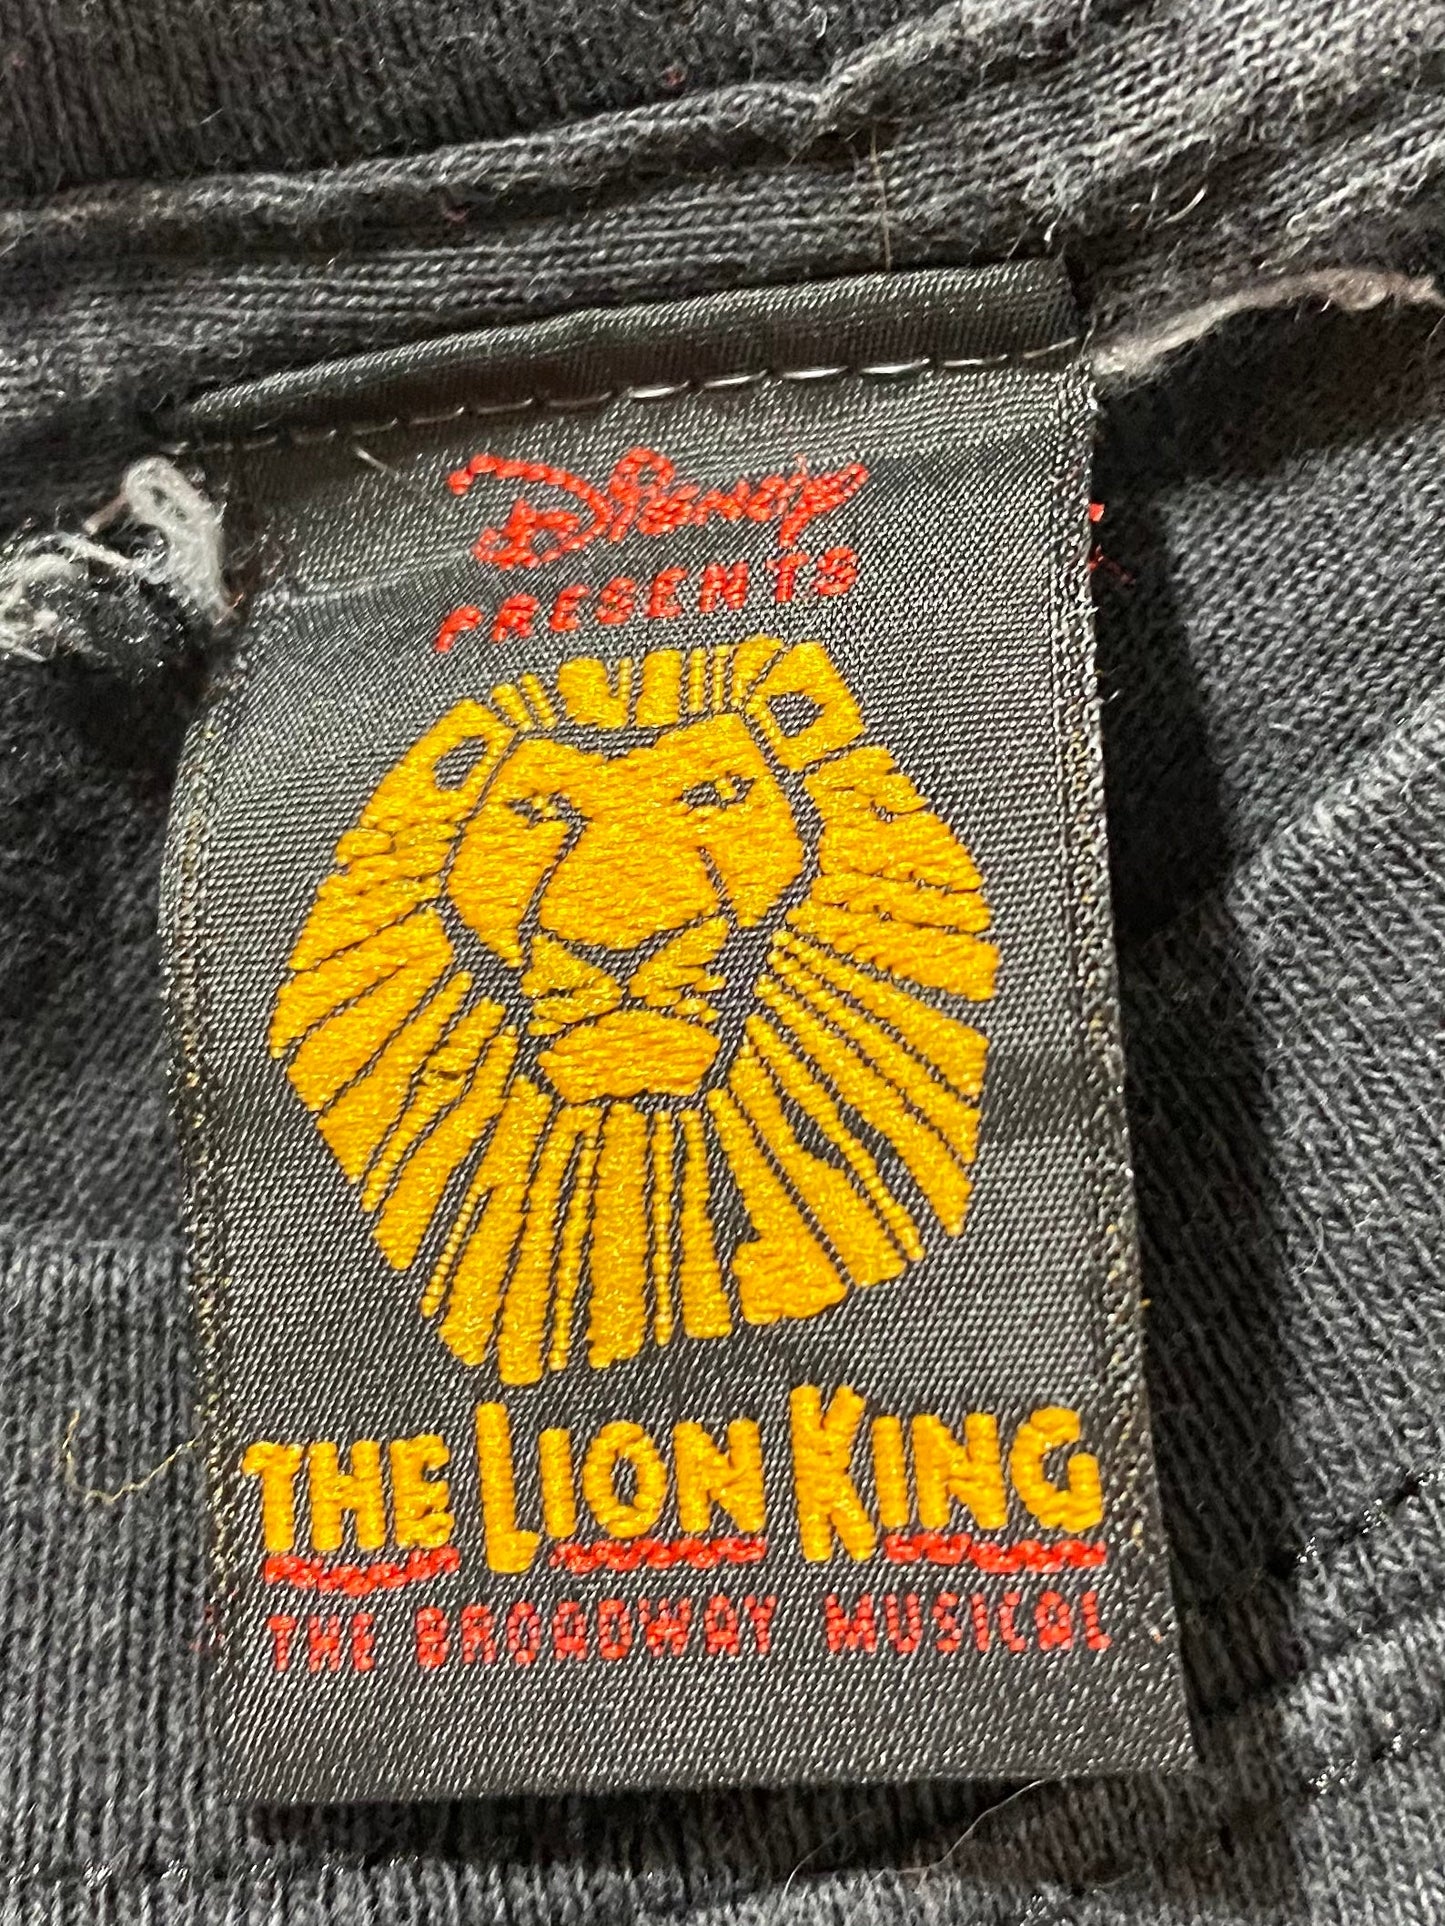 Disney
PRESENTS
THE LION KING
THE BROADWAY MUSICAL